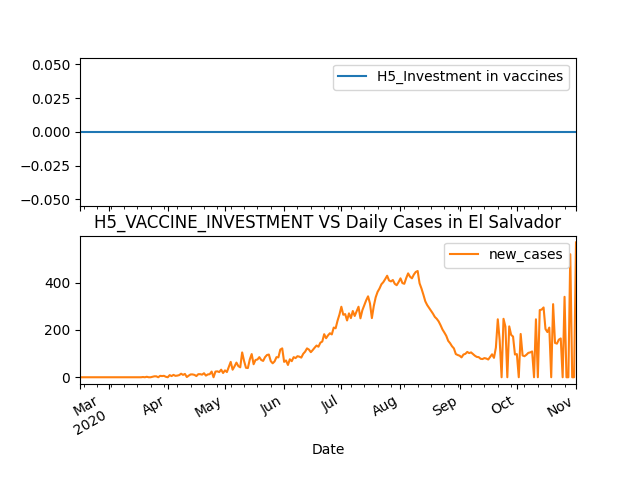 0.050
0.025
0.000
−0.025
−0.050
H5_Investment in vaccines
H5_VACCINE_INVESTMENT VS Daily Cases in El Salvador
400
200
0
new_cases
Mar
2020
Apr
May
Jun
Jul
Aug
Sep
Oct
Nov
Date